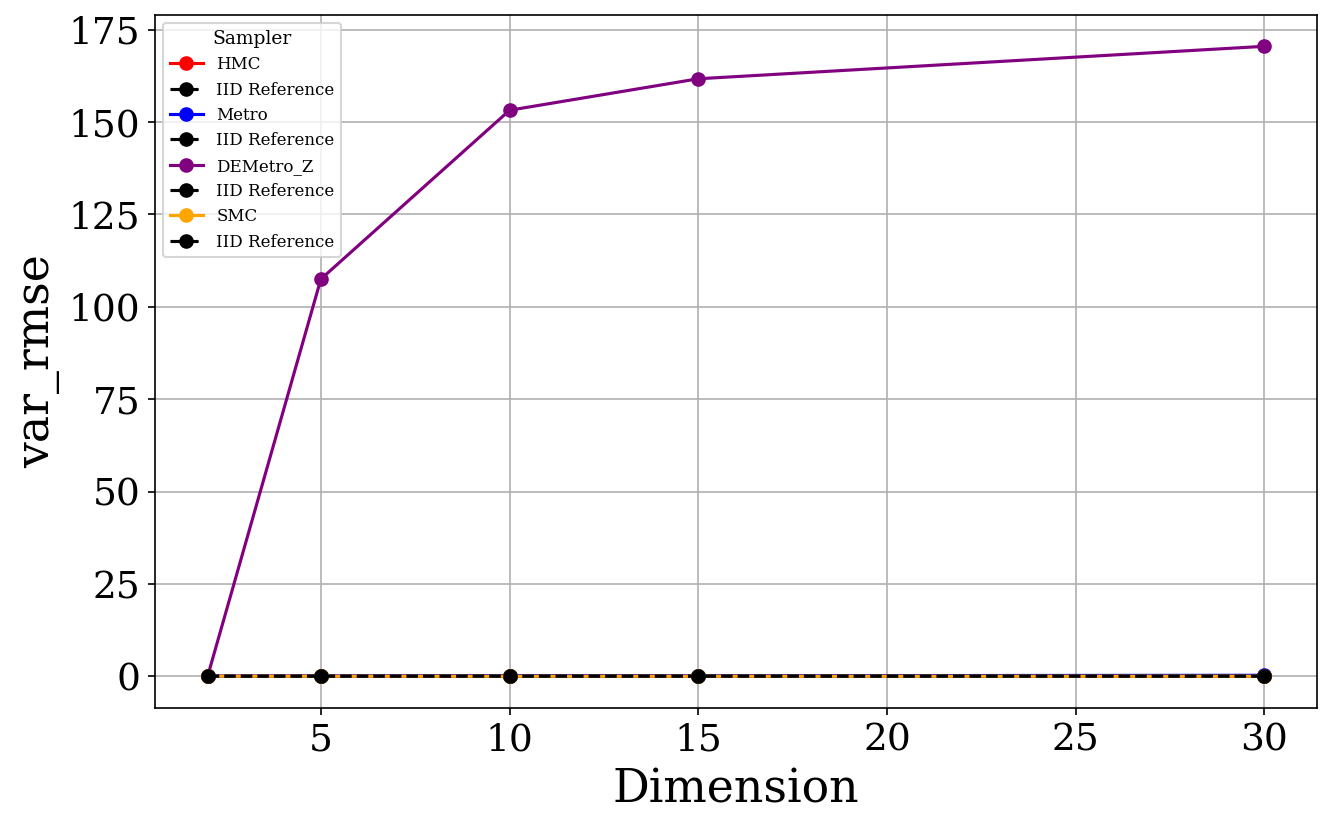 175
150
125
100
75
50
25
0
var_rmse
Sampler
HMC
IID Reference
Metro
IID Reference
DEMetro_Z
IID Reference
SMC
IID Reference
5 10 15 20 25 30
Dimension